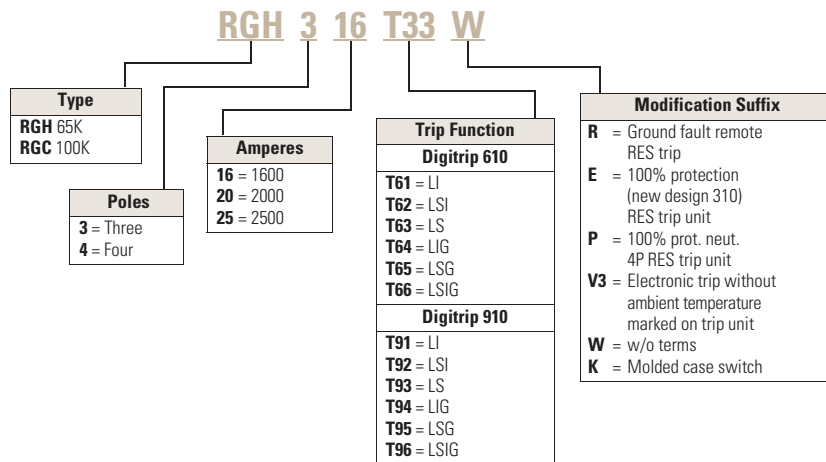 RGH 3 16 T33 W
Type
RGH 65K
RGC 100K
Poles
3 = Three
4 = Four
Amperes
16 = 1600
20 = 2000
25 = 2500
Trip Function
Digitrip 610
T61 = LI
T62 = LSI
T63 = LS
T64 = LIG
T65 = LSG
T66 = LSIG
Digitrip 910
T91 = LI
T92 = LSI
T93 = LS
T94 = LIG
T95 = LSG
T96 = LSIG
Modification Suffix
R = Ground fault remote
RES trip
E = 100% protection
(new design 310)
RES trip unit
P = 100% prot. neut.
4P RES trip unit
V3 = Electronic trip without
ambient temperature
marked on trip unit
W = w/o terms
K = Molded case switch